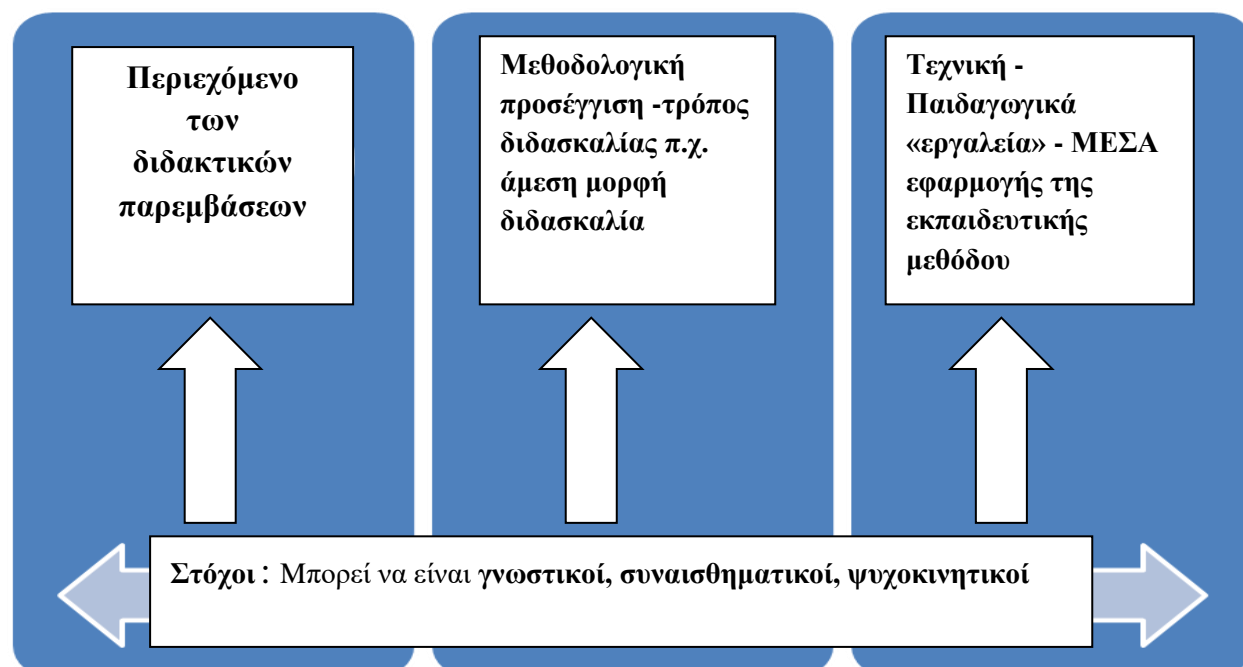 Περιεχόμενο
των
διδακτικών
παρεμβάσεων
Μεθοδολογική
προσέγγιση -τρόπος
διδασκαλίας π.χ.
άμεση μορφή
διδασκαλία
Τεχνική -
Παιδαγωγικά
«εργαλεία» - ΜΕΣΑ
εφαρμογής της
εκπαιδευτικής
μεθόδου
Στόχοι : Μπορεί να είναι γνωστικοί, συναισθηματικοί, ψυχοκινητικοί